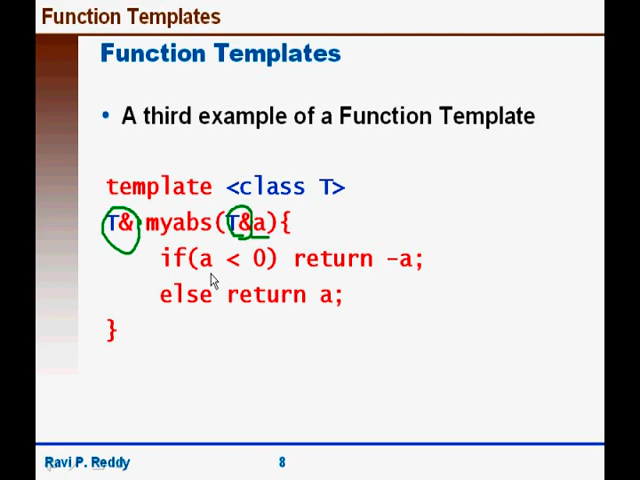 Function Templates
Function Templates
• A third example of a Function Template
template <class T>
T& myabs(T&a){
if(a < 0) return -a;
else return a;
}
Ravi P. Reddy
8